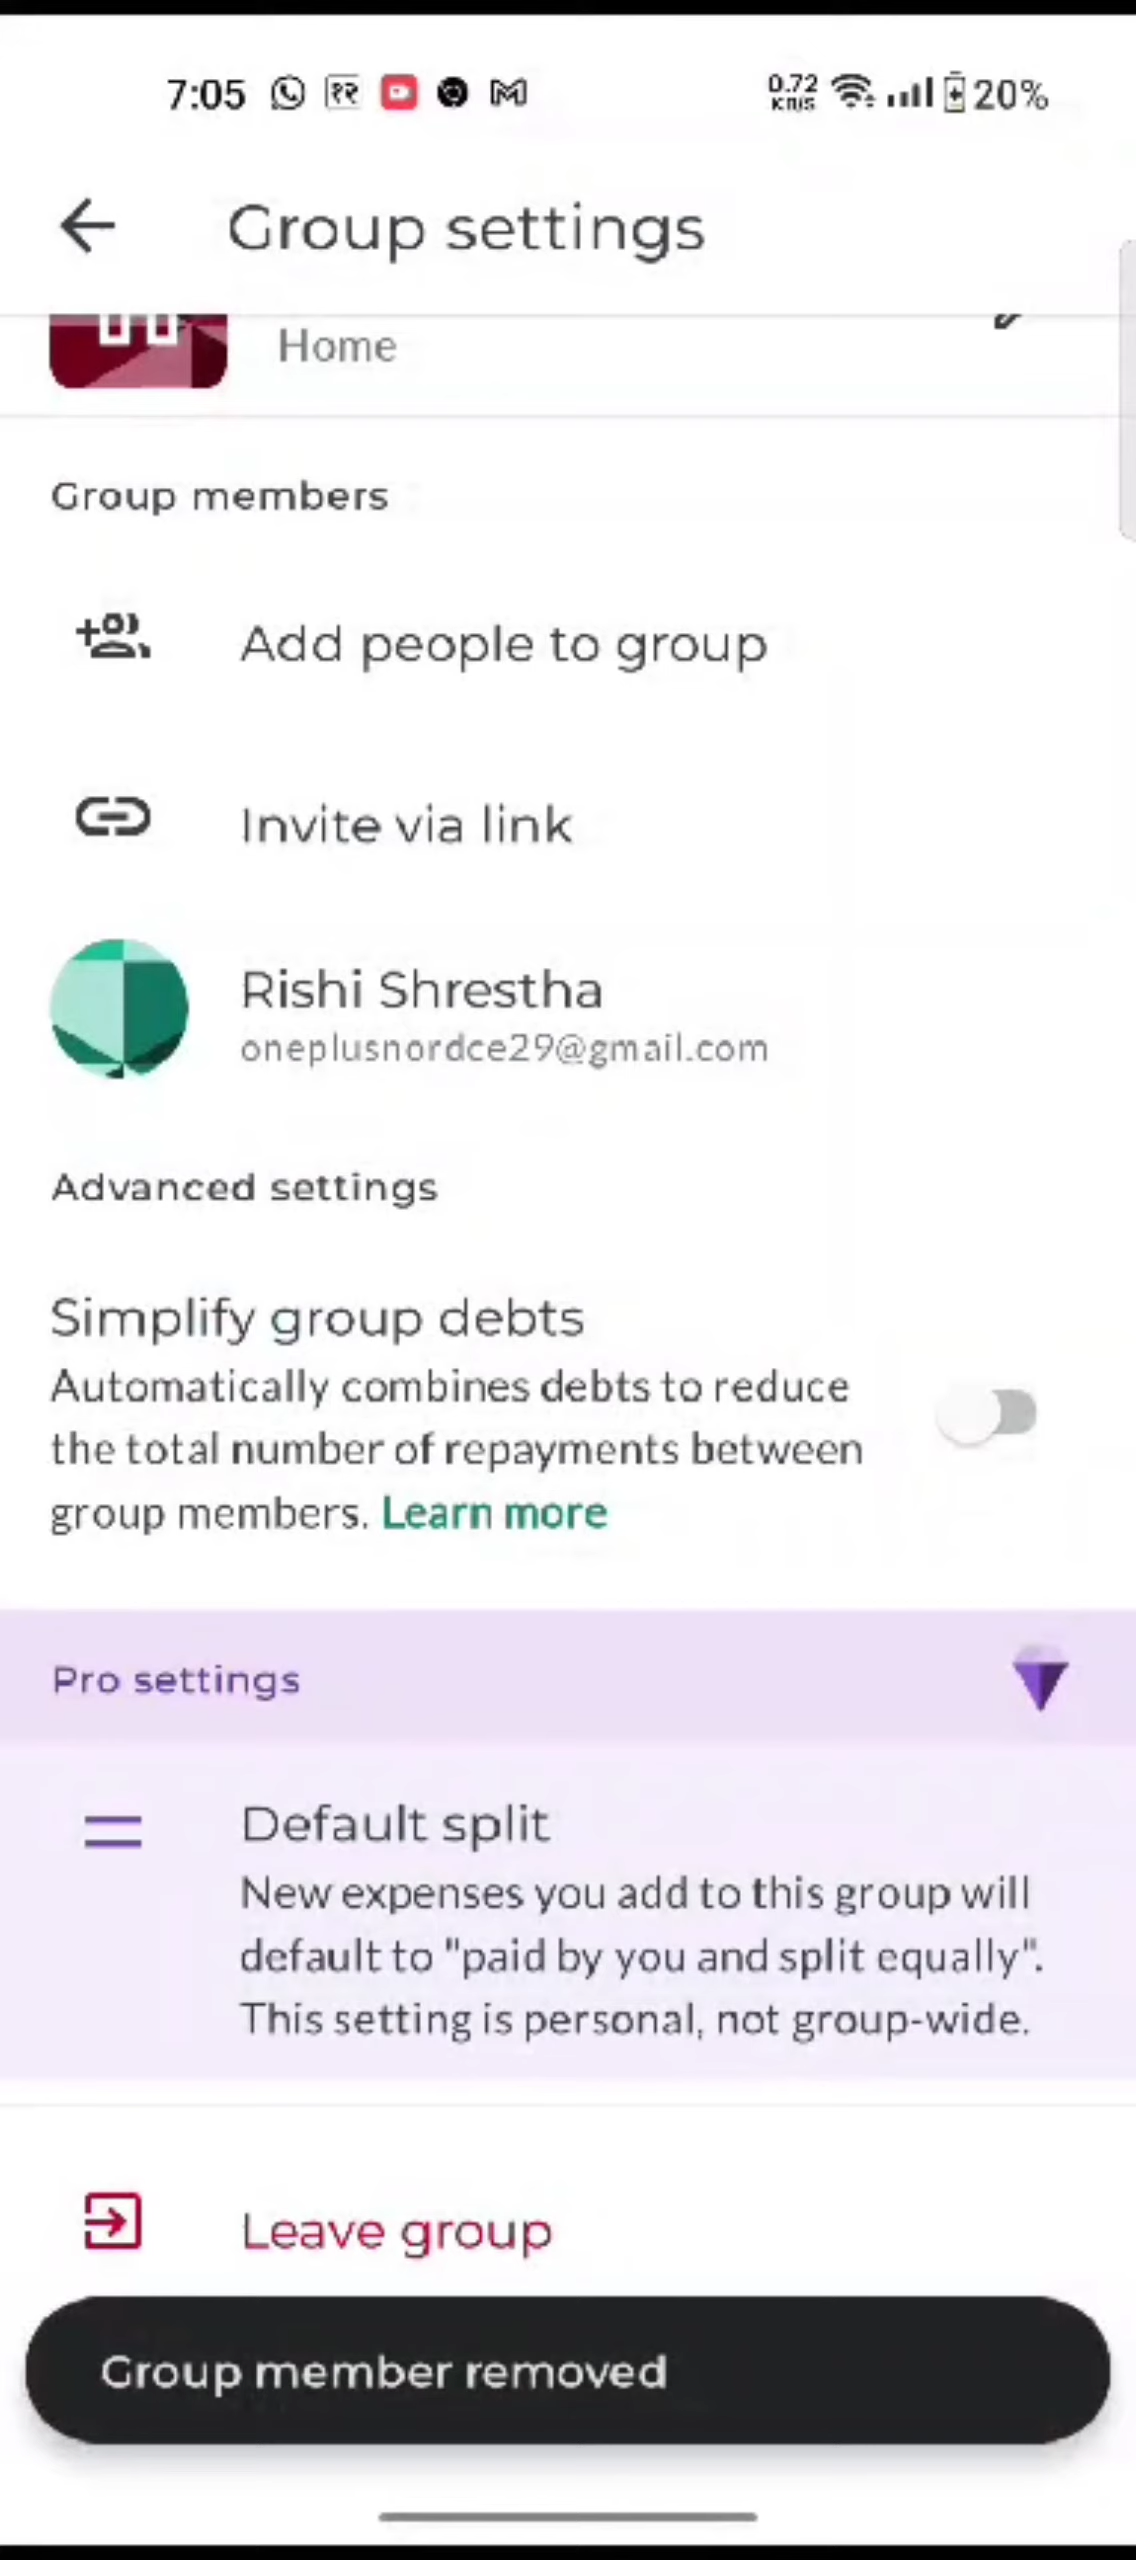 7:05 १२ 0.72 KB/S 20%
Group settings
Home
Group members
Add people to group
Invite via link
Rishi Shrestha
oneplusnordce29@gmail.com
Advanced settings
Simplify group debts
Automatically combines debts to reduce
the total number of repayments between
group members. Learn more
Pro settings
Default split
New expenses you add to this group will
default to "paid by you and split equally".
This setting is personal, not group-wide.
Leave group
Group member removed